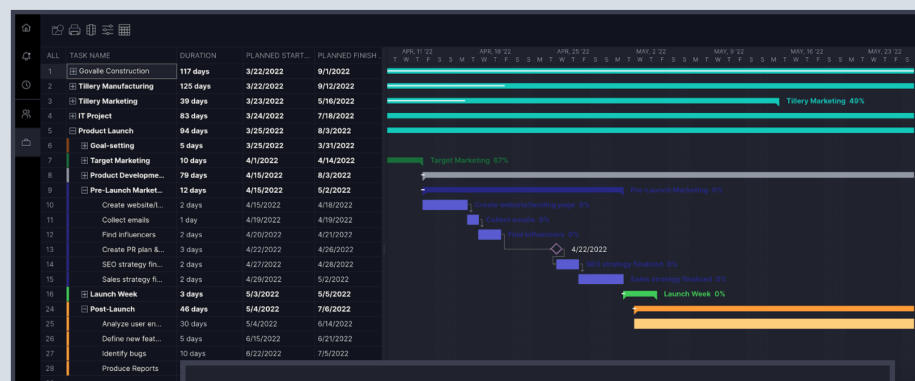 APR, 11 '22 APR, 18 '22 APR, 25 '22 MAY, 2 '22 MAY, 9 '22 MAY, 16 '22 MAY, 23 '22
ALL TASK NAME DURATION PLANNED START... PLANNED FINISH T W T F S S M T W T F S S M T W T F S S M T W T F S S M T W T F S S M T W T F S S M T W T F S
1 Govalle Construction 117 days 3/22/2022 9/1/2022
2 Tillery Manufacturing 125 days 3/22/2022 9/12/2022
3 Tillery Marketing 39 days 3/23/2022 5/16/2022 Tillery Marketing 49%
4 IT Project 83 days 3/24/2022 7/18/2022
5 Product Launch 94 days 3/25/2022 8/3/2022
6 Goal-setting 5 days 3/25/2022 3/31/2022
7 Target Marketing 10 days 4/1/2022 4/14/2022 Target Marketing 67%
8 Product Developme... 79 days 4/15/2022 8/3/2022
9 Pre-Launch Market... 12 days 4/15/2022 5/2/2022 Pre-Launch Marketing 0%
10 Create website/l... 2 days 4/15/2022 4/18/2022 Create website/landing page 0%
11 Collect emails 1 day 4/19/2022 4/19/2022 Collect emails 0%
12 Find influencers 2 days 4/20/2022 4/21/2022 Find influencers 0%
13 Create PR plan &... 3 days 4/22/2022 4/26/2022 4/22/2022
14 SEO strategy fin... 2 days 4/27/2022 4/28/2022 SEO strategy finalized 0%
15 Sales strategy fi... 2 days 4/29/2022 5/2/2022 Sales strategy finalized 0%
16 Launch Week 3 days 5/3/2022 5/5/2022 Launch Week 0%
24 Post-Launch 46 days 5/4/2022 7/6/2022
25 Analyze user en... 30 days 5/4/2022 6/14/2022
26 Define new feat... 5 days 6/15/2022 6/21/2022
27 Identify bugs 10 days 6/22/2022 7/5/2022
28 Produce Reports